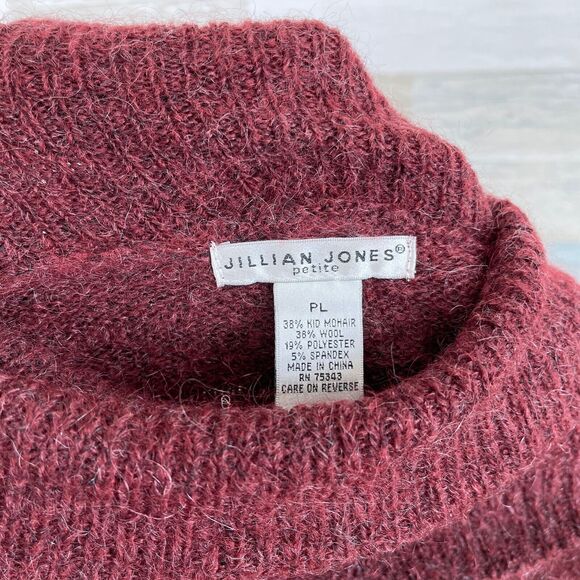 JILLIAN JONES®
petite
PL
38% KID MOHAIR
38% WOOL
19% POLYESTER
5% SPANDEX
MADE IN CHINA
RN 75343
CARE ON REVERSE